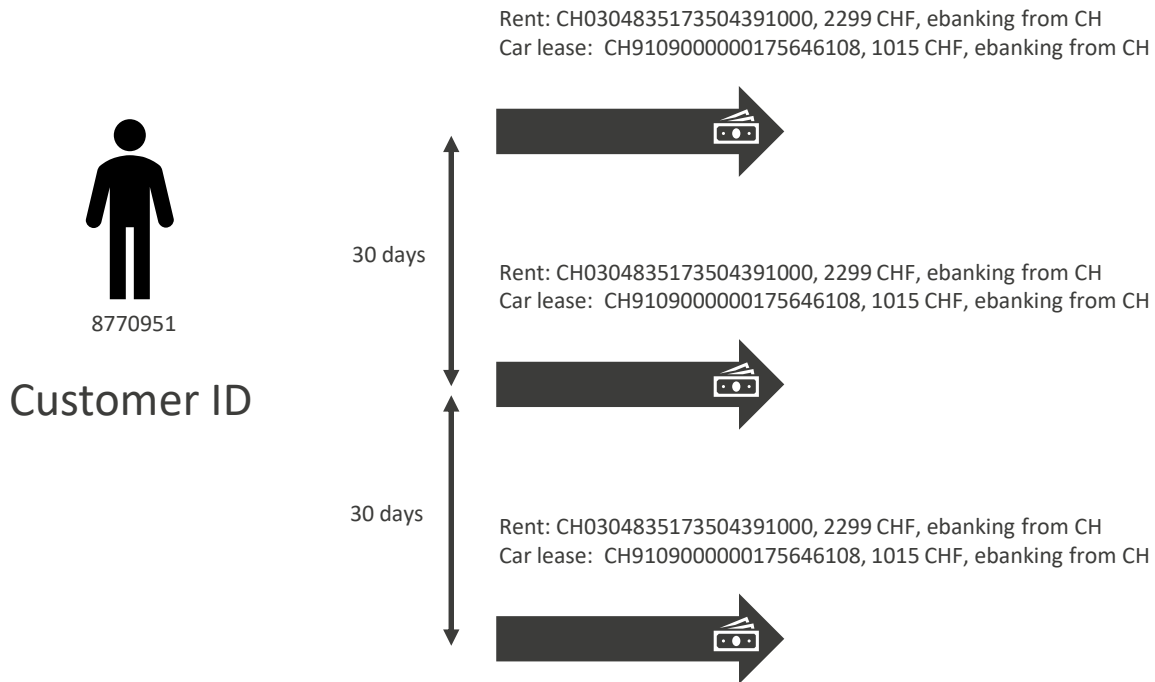 Rent: CH0304835173504391000, 2299 CHF, ebanking from CH
Car lease:  CH9109000000175646108, 1015 CHF, ebanking from CH
30 days
Rent: CH0304835173504391000, 2299 CHF, ebanking from CH
Car lease:  CH9109000000175646108, 1015 CHF, ebanking from CH
8770951
Customer ID
30 days
Rent: CH0304835173504391000, 2299 CHF, ebanking from CH
Car lease:  CH9109000000175646108, 1015 CHF, ebanking from CH